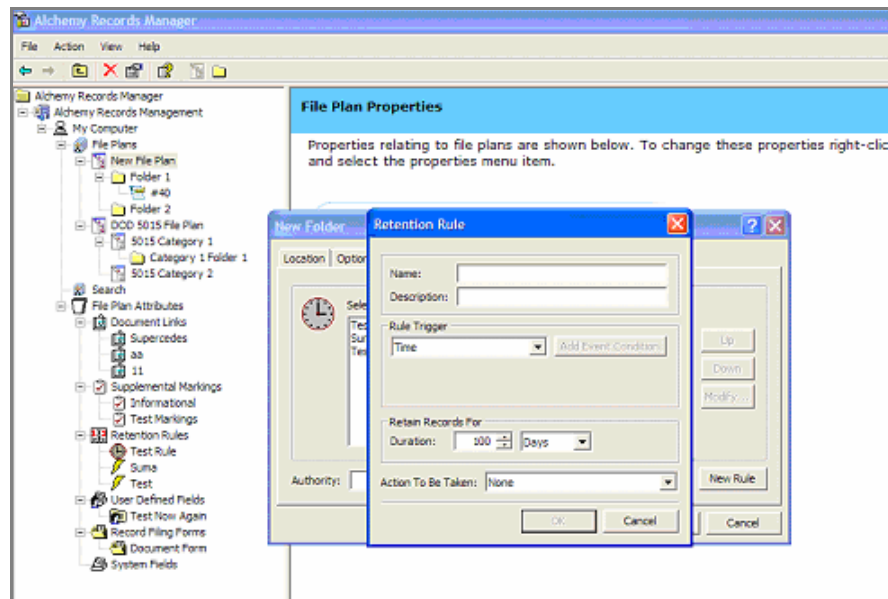 Alchemy Records Manager
File Action View Help
Alchemy Records Manager
Alchemy Records Management
My Computer
File Plans
New File Plan
Folder 1
#40
Folder 2
DOD 5015 File Plan
5015 Category 1
Category 1 Folder 1
5015 Category 2
Search
File Plan Attributes
Document Links
Supercedes
aa
11
Supplemental Markings
Informational
Test Markings
Retention Rules
Test Rule
Suma
Test
User Defined Fields
Test Now Again
Record Filing Forms
Document Form
System Fields
File Plan Properties
Properties relating to file plans are shown below. To change these properties right-clic
and select the properties menu item.
New Folder
Location Option
Sele
Tes
Sur
Tes
Up
Down
Modify...
Authority:
New Rule
Cancel
Retention Rule
Name:
Description:
Rule Trigger
Time
Add Event Condition
Retain Records For
Duration: 100 Days
Action To Be Taken: None
OK Cancel